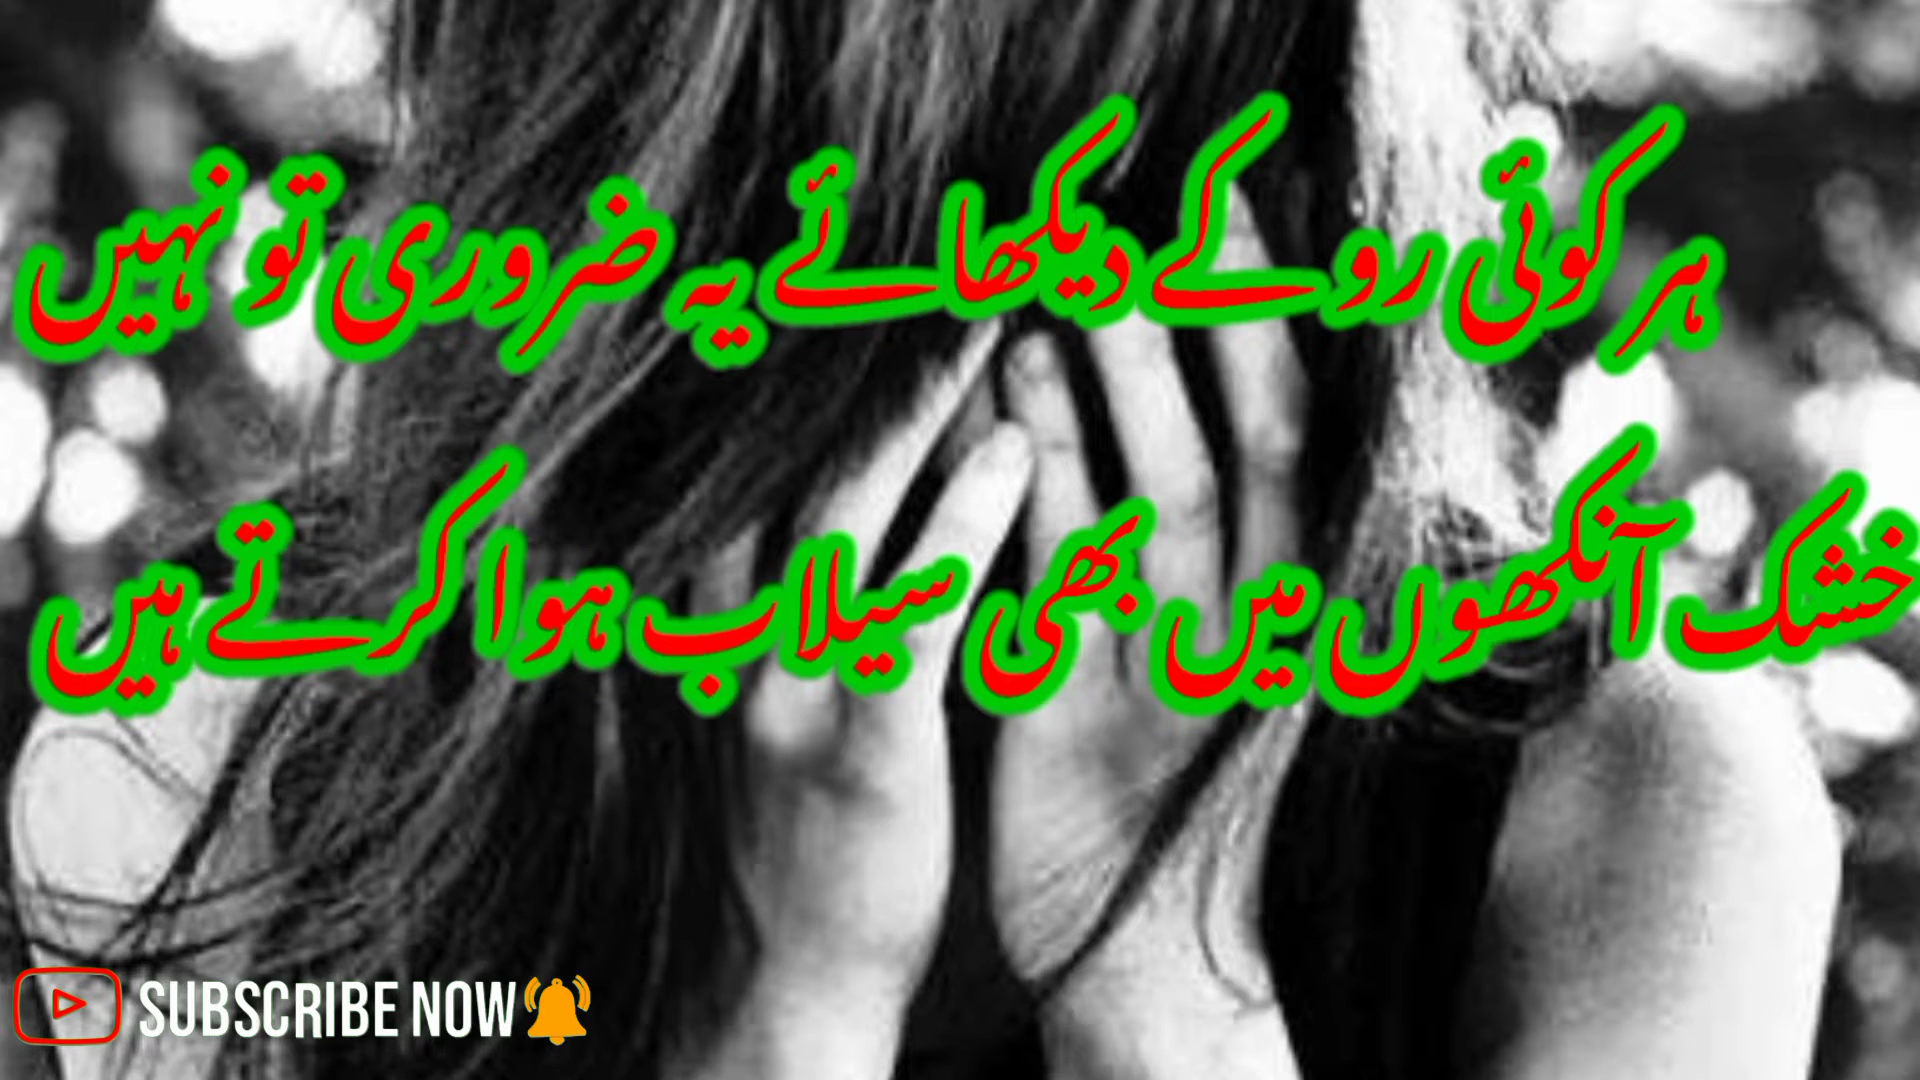 ہر کوئی رو کے دیکھائے یہ ضروری تو نہیں
خشک آنکھوں میں بھی سیلاب ہوا کرتے ہیں
SUBSCRIBE NOW